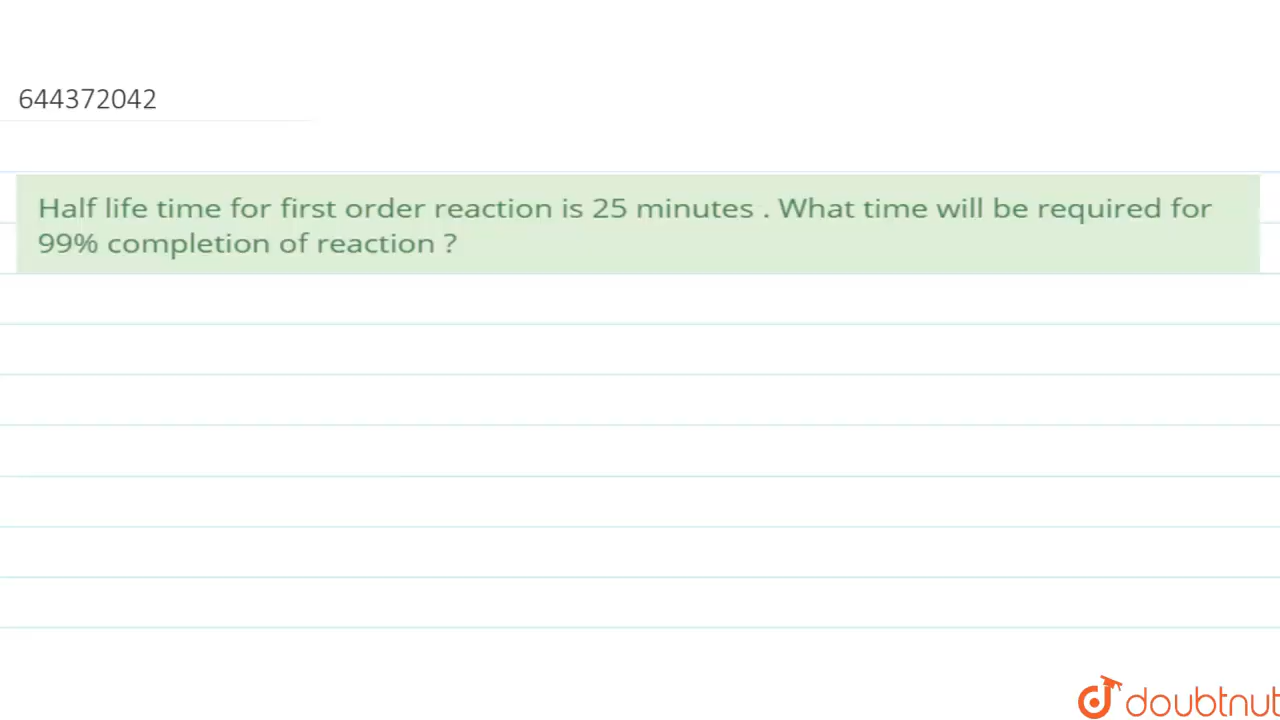 644372042
Half life time for first order reaction is 25 minutes . What time will be required for
99% completion of reaction ?
doubtnut